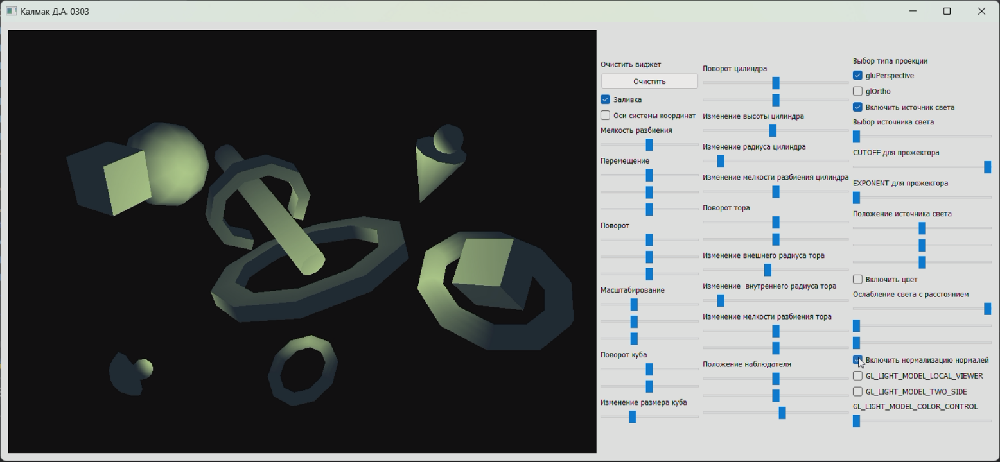 Калмак Д.А. 0303
Очистить виджет
Очистить
Заливка
Оси системы координат
Мелкость разбиения
Перемещение
Поворот
Масштабирование
Поворот куба
Изменение размера куба
Поворот цилиндра
Изменение высоты цилиндра
Изменение радиуса цилиндра
Изменение мелкости разбиения цилиндра
Поворот тора
Изменение внешнего радиуса тора
Изменение внутреннего радиуса тора
Изменение мелкости разбиения тора
Положение наблюдателя
Выбор типа проекции
gluPerspective
glOrtho
Включить источник света
Выбор источника света
CUTOFF для прожектора
EXPONENT для прожектора
Положение источника света
Включить цвет
Ослабление света с расстоянием
Включить нормализацию нормалей
GL_LIGHT_MODEL_LOCAL_VIEWER
GL_LIGHT_MODEL_TWO_SIDE
GL_LIGHT_MODEL_COLOR_CONTROL